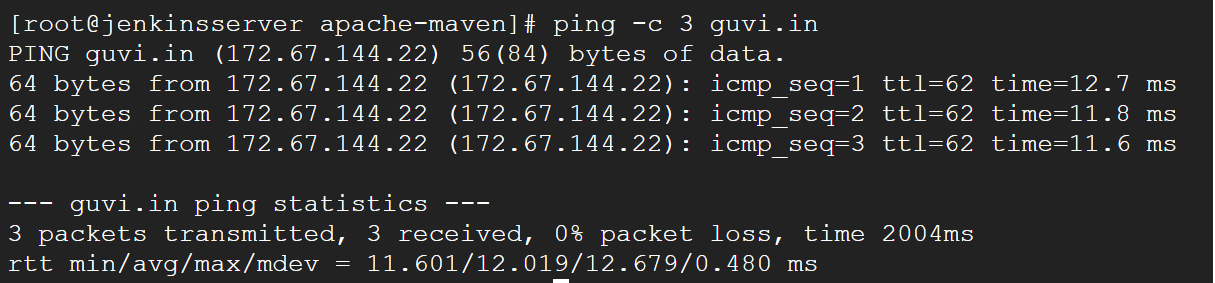 [root@jenkinsserver apache-maven]# ping -c 3 guvi.in
PING guvi.in (172.67.144.22) 56(84) bytes of data.
64 bytes from 172.67.144.22 (172.67.144.22): icmp_seq=1 ttl=62 time=12.7 ms
64 bytes from 172.67.144.22 (172.67.144.22): icmp_seq=2 ttl=62 time=11.8 ms
64 bytes from 172.67.144.22 (172.67.144.22): icmp_seq=3 ttl=62 time=11.6 ms

--- guvi.in ping statistics ---
3 packets transmitted, 3 received, 0% packet loss, time 2004ms
rtt min/avg/max/mdev = 11.601/12.019/12.679/0.480 ms